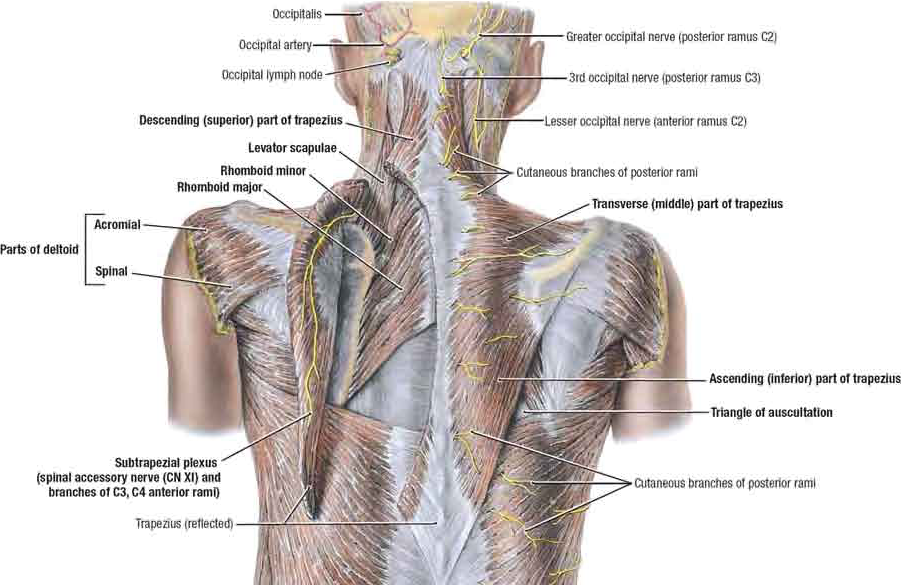 Occipitalis
Occipital artery
Occipital lymph node
Descending (superior) part of trapezius
Levator scapulae
Rhomboid minor
Rhomboid major
Acromial
Parts of deltoid
Spinal
Subtrapezial plexus
(spinal accessory nerve (CN XI) and
branches of C3, C4 anterior rami)
Trapezius (reflected)
Greater occipital nerve (posterior ramus C2)
3rd occipital nerve (posterior ramus C3)
Lesser occipital nerve (anterior ramus C2)
Cutaneous branches of posterior rami
Transverse (middle) part of trapezius
Ascending (inferior) part of trapezius
Triangle of auscultation
Cutaneous branches of posterior rami